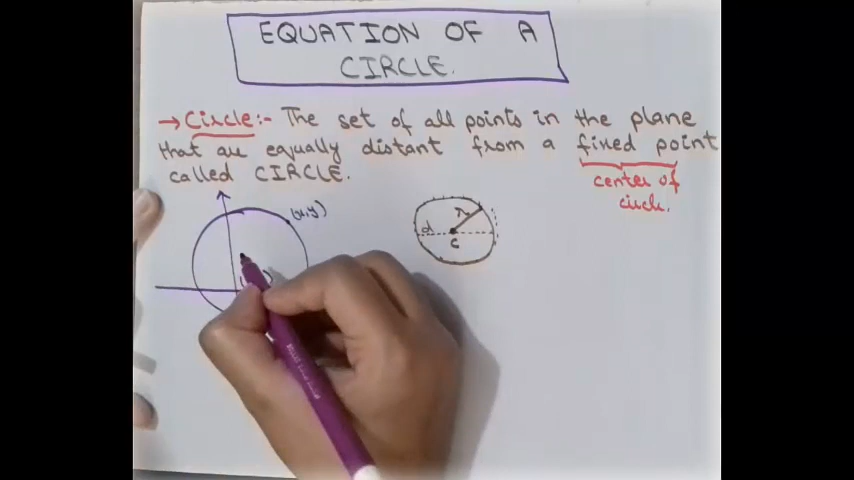 EQUATION OF A
CIRCLE.
→ Circle:- The set of all points in the plane
that are equally distant from a fixed point
called CIRCLE.
center of
circle.
(x,y)
r
d
c